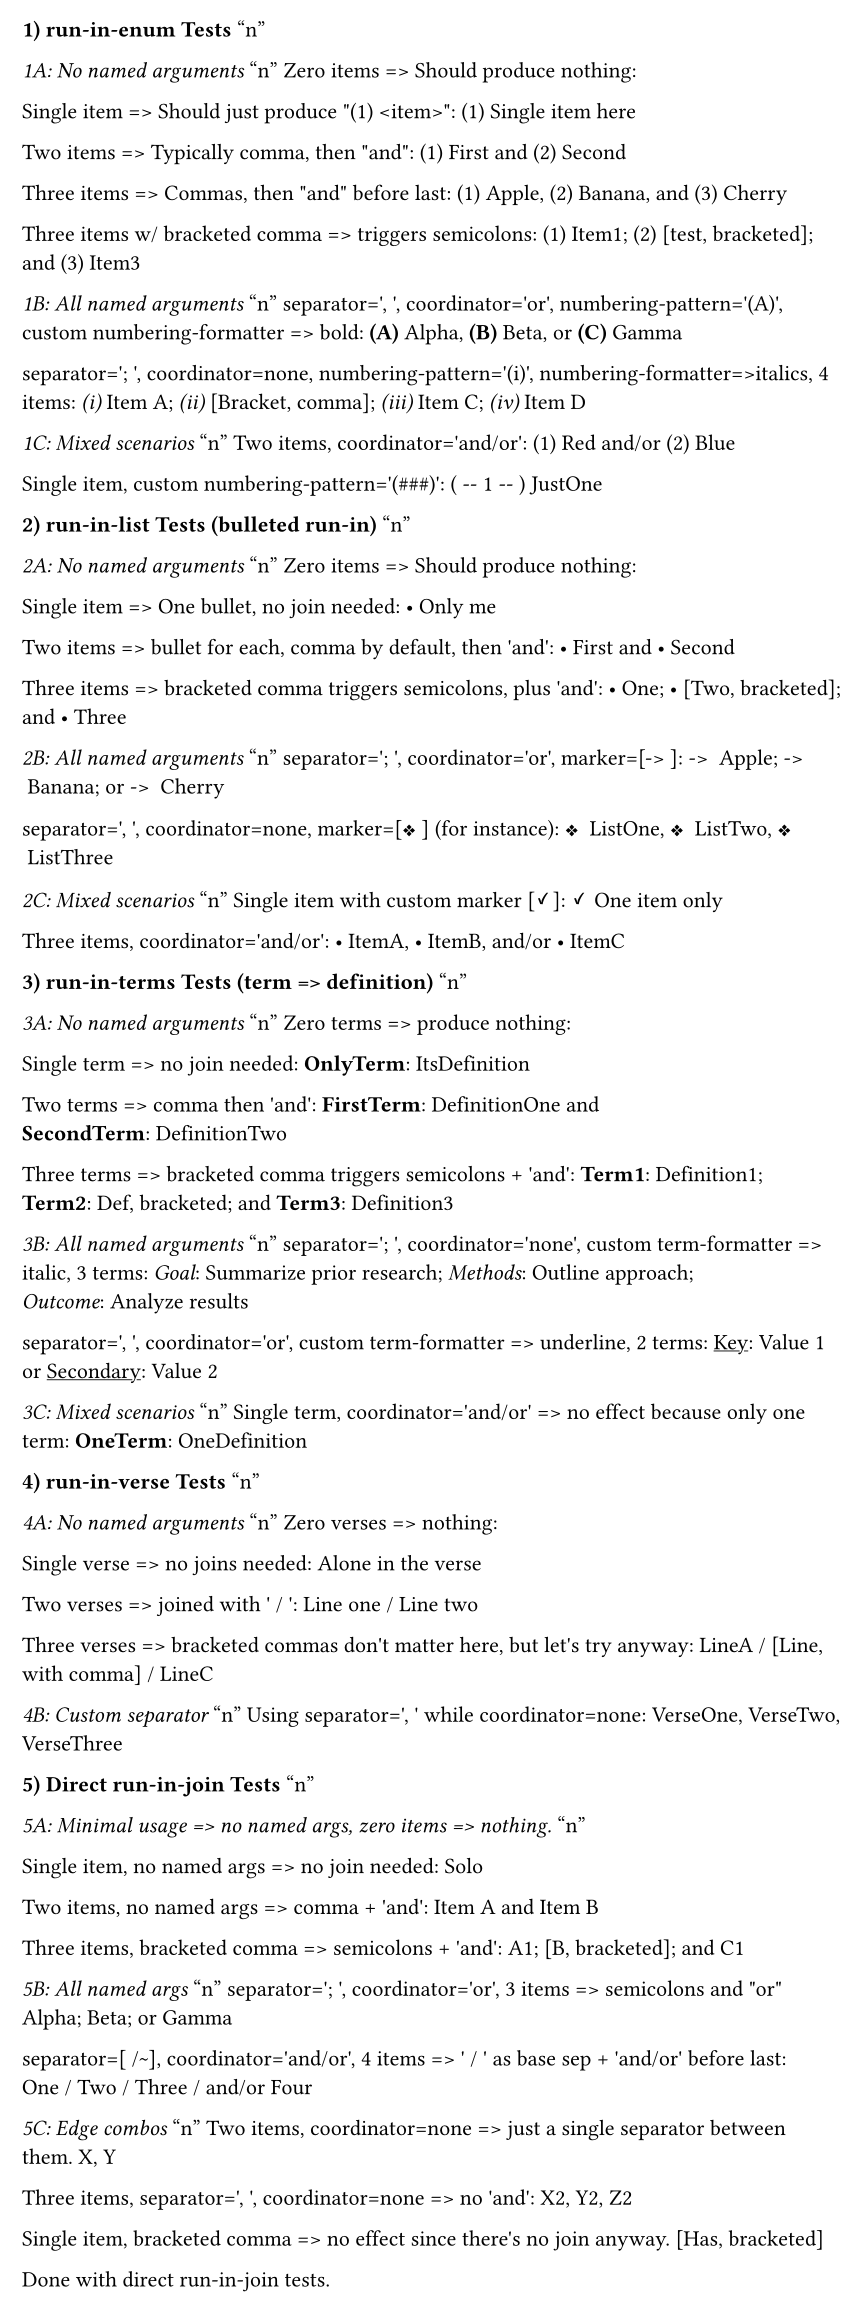 1) run-in-enum Tests “n”
1A: No named arguments “n” Zero items => Should produce nothing:
Single item => Should just produce "(1) <item>": (1) Single item here
Two items => Typically comma, then "and": (1) First and (2) Second
Three items => Commas, then "and" before last: (1) Apple, (2) Banana, and (3) Cherry
Three items w/ bracketed comma => triggers semicolons: (1) Item1; (2) [test, bracketed];
and (3) Item3
1B: All named arguments “n” separator=', ', coordinator='or', numbering-pattern='(A)',
custom numbering-formatter => bold: (A) Alpha, (B) Beta, or (C) Gamma
separator='; ', coordinator=none, numbering-pattern='(i)', numbering-formatter=>italics, 4
items: (i) Item A; (ii) [Bracket, comma]; (iii) Item C; (iv) Item D
1C: Mixed scenarios “n” Two items, coordinator='and/or': (1) Red and/or (2) Blue
Single item, custom numbering-pattern='(###)': ( -- 1 -- ) JustOne
2) run-in-list Tests (bulleted run-in) “n”
2A: No named arguments “n” Zero items => Should produce nothing:
Single item => One bullet, no join needed: • Only me
Two items => bullet for each, comma by default, then 'and': • First and • Second
Three items => bracketed comma triggers semicolons, plus 'and': • One; • [Two, bracketed];
and • Three
2B: All named arguments “n” separator='; ', coordinator='or', marker=[-> ]: -> Apple; ->
Banana; or -> Cherry
separator=', ', coordinator=none, marker=[❖ ] (for instance): ❖ ListOne, ❖ ListTwo, ❖
ListThree
2C: Mixed scenarios “n” Single item with custom marker [✓]: ✓ One item only
Three items, coordinator='and/or': • ItemA, • ItemB, and/or • ItemC
3) run-in-terms Tests (term => definition) “n”
3A: No named arguments “n” Zero terms => produce nothing:
Single term => no join needed: OnlyTerm: ItsDefinition
Two terms => comma then 'and': FirstTerm: DefinitionOne and
SecondTerm: DefinitionTwo
Three terms => bracketed comma triggers semicolons + 'and': Term1: Definition1;
Term2: Def, bracketed; and Term3: Definition3
3B: All named arguments “n” separator='; ', coordinator='none', custom term-formatter =>
italic, 3 terms: Goal: Summarize prior research; Methods: Outline approach;
Outcome: Analyze results
separator=', ', coordinator='or', custom term-formatter => underline, 2 terms: Key: Value 1
or Secondary: Value 2
3C: Mixed scenarios “n” Single term, coordinator='and/or' => no effect because only one
term: OneTerm: OneDefinition
4) run-in-verse Tests “n”
4A: No named arguments “n” Zero verses => nothing:
Single verse => no joins needed: Alone in the verse
Two verses => joined with ' / ': Line one / Line two
Three verses => bracketed commas don't matter here, but let's try anyway: LineA / [Line,
with comma] / LineC
4B: Custom separator “n” Using separator=', ' while coordinator=none: VerseOne, VerseTwo,
VerseThree
5) Direct run-in-join Tests “n”
5A: Minimal usage => no named args, zero items => nothing. “n”
Single item, no named args => no join needed: Solo
Two items, no named args => comma + 'and': Item A and Item B
Three items, bracketed comma => semicolons + 'and': A1; [B, bracketed]; and C1
5B: All named args “n” separator='; ', coordinator='or', 3 items => semicolons and "or"
Alpha; Beta; or Gamma
separator=[ /~], coordinator='and/or', 4 items => ' / ' as base sep + 'and/or' before last:
One / Two / Three / and/or Four
5C: Edge combos “n” Two items, coordinator=none => just a single separator between
them. X, Y
Three items, separator=', ', coordinator=none => no 'and': X2, Y2, Z2
Single item, bracketed comma => no effect since there's no join anyway. [Has, bracketed]
Done with direct run-in-join tests.